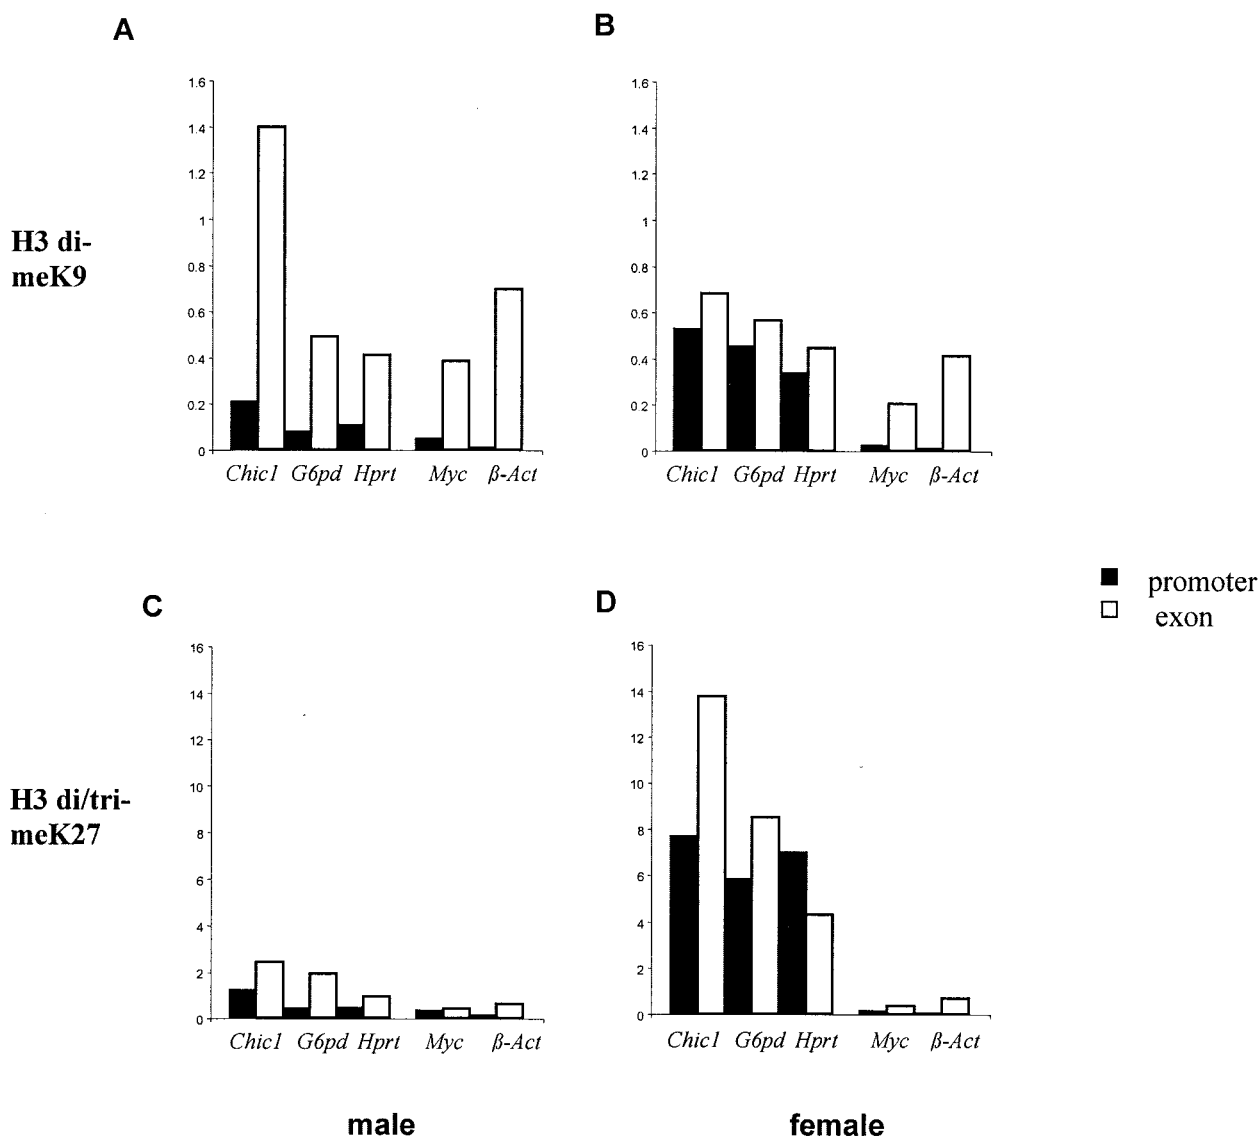 A
B
1.6
1.4
1.2
1
0.8
0.6
0.4
0.2
0
1.6
1.4
1.2
1
0.8
0.6
0.4
0.2
0
H3 di-
meK9
Chic1 G6pd Hprt Myc ß-Act
Chic1 G6pd Hprt Myc ß-Act
promoter
exon
C
D
16
14
12
10
8
6
4
2
0
16
14
12
10
8
6
4
2
0
H3 di/tri-
meK27
Chic1 G6pd Hprt Myc ß-Act
Chic1 G6pd Hprt Myc ß-Act
male
female